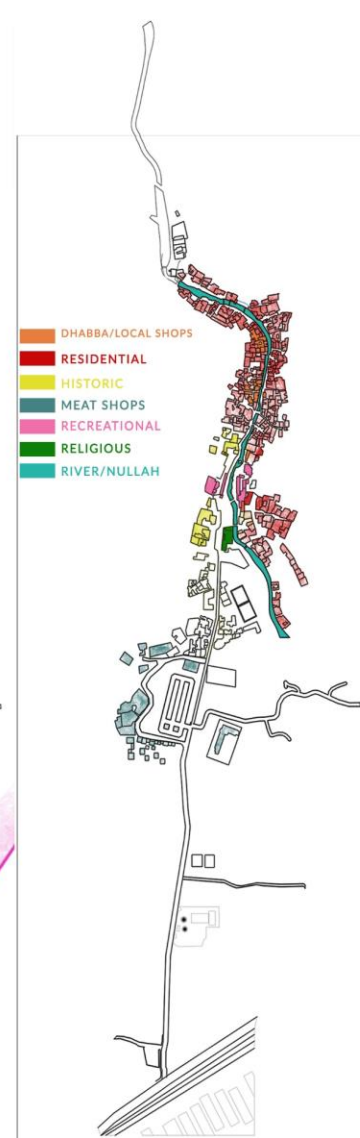 DHABBA/LOCAL SHOPS
RESIDENTIAL
HISTORIC
MEAT SHOPS
RECREATIONAL
RELIGIOUS
RIVER/NULLAH